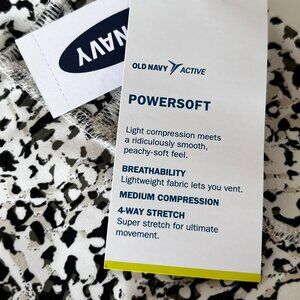 NAVY
OLD NAVY ACTIVE
POWERSOFT
Light compression meets
a ridiculously smooth,
peachy-soft feel.
BREATHABILITY
Lightweight fabric lets you vent.
MEDIUM COMPRESSION
4-WAY STRETCH
Super stretch for ultimate
movement.